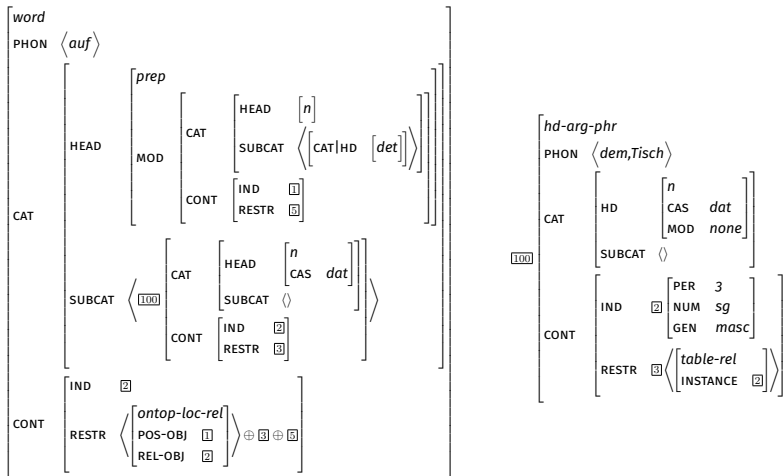 word
PHON ⟨auf⟩
prep
HEAD [n]
CAT
SUBCAT ⟨[CAT|HD [det]]⟩
HEAD
MOD
IND 1
CONT
RESTR 5
CAT
n
HEAD
CAS dat
CAT
SUBCAT ⟨⟩
SUBCAT ⟨ 100
IND 2
CONT
RESTR 3
IND 2
ontop-loc-rel
CONT
RESTR ⟨ POS-OBJ 1 ⟩ ⊕ 3 ⊕ 5
REL-OBJ 2
hd-arg-phr
PHON ⟨dem,Tisch⟩
n
HD CAS dat
CAT
MOD none
SUBCAT ⟨⟩
100
PER 3
IND 2 NUM sg
GEN masc
CONT
table-rel
RESTR 3
INSTANCE 2